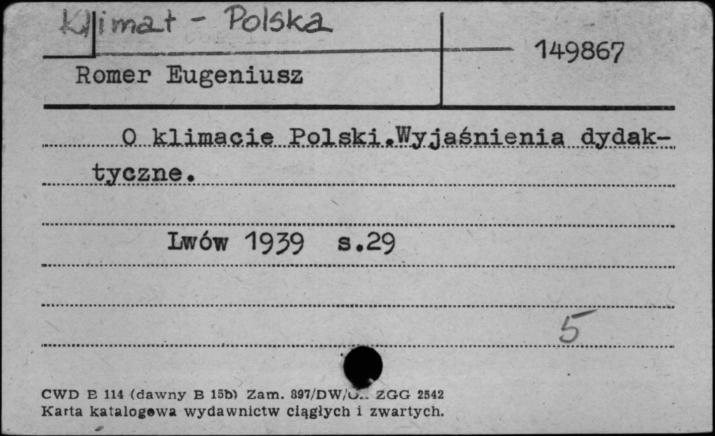 Klimat - Polska
149867
Romer Eugeniusz
O klimacie Polski.Wyjaśnienia dydak-
tyczne.
Lwów 1939 s.29
5
CWD E 114 (dawny B 15b) Zam. 897/DW/ ZGG 2542
Karta katalogowa wydawnictw ciągłych i zwartych.